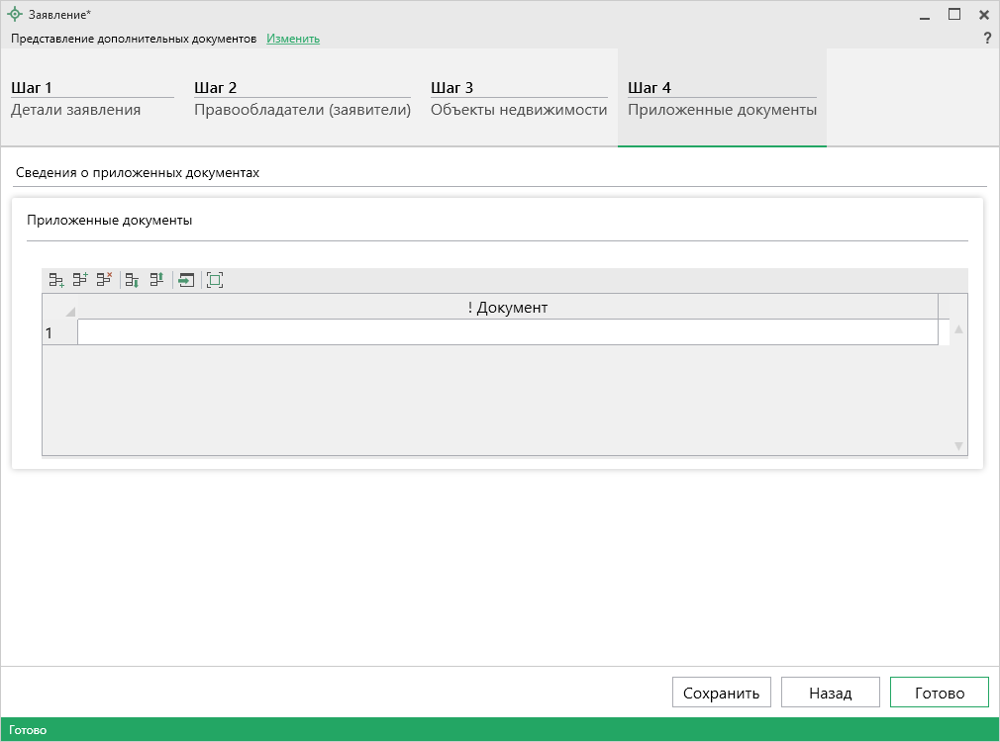 Заявление*
Представление дополнительных документов Изменить
?
Шаг 1
Детали заявления
Шаг 2
Правообладатели (заявители)
Шаг 3
Объекты недвижимости
Шаг 4
Приложенные документы
Сведения о приложенных документах
Приложенные документы
! Документ
1
Сохранить
Назад
Готово
Готово